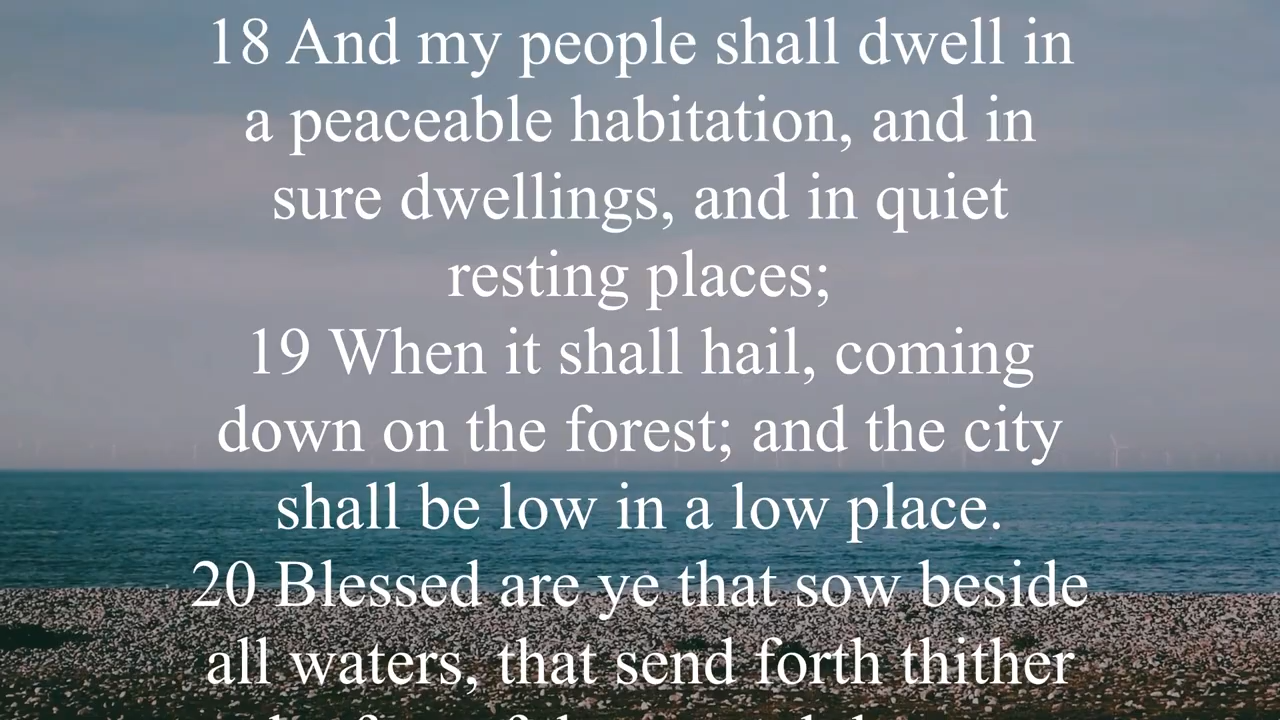 18 And my people shall dwell in
a peaceable habitation, and in
sure dwellings, and in quiet
resting places;
19 When it shall hail, coming
down on the forest; and the city
shall be low in a low place.
20 Blessed are ye that sow beside
all waters, that send forth thither